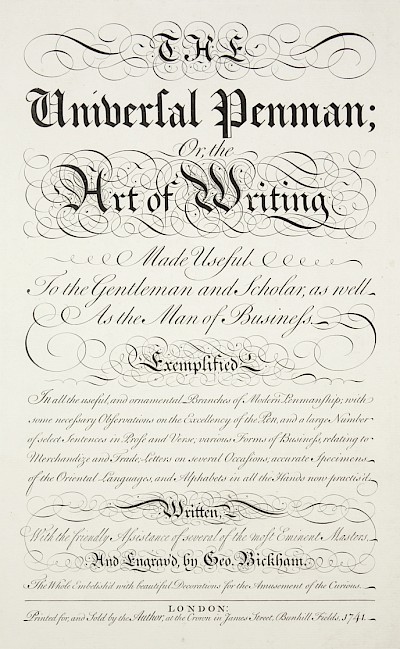 THE
Univerſal Penman;
Or, the
Art of Writing
Made Useful
To the Gentleman and Scholar, as well
As the Man of Buſineſs.
Exemplified
In all the useful, and ornamental Branches of Modern Penmanship; with
some neceſsary Obſervations on the Excellency of the Pen, and a large Number
of select Sentences in Proſe and Verse, various Forms of Buſineſs, relating to
Merchandize and Trade, Letters on several Occaſions, accurate Specimens
of the Oriental Languages, and Alphabets in all the Hands now practis'd.
Written,
With the friendly Aſsistance of several of the moſt Eminent Masters,
And Engrav'd, by Geo. Bickham.
The Whole Embelish'd with beautiful Decorations for the Amusement of the Curious.
LONDON:
Printed for, and Sold by the Author, at the Crown in James Street, Bunhill Fields, 1741.